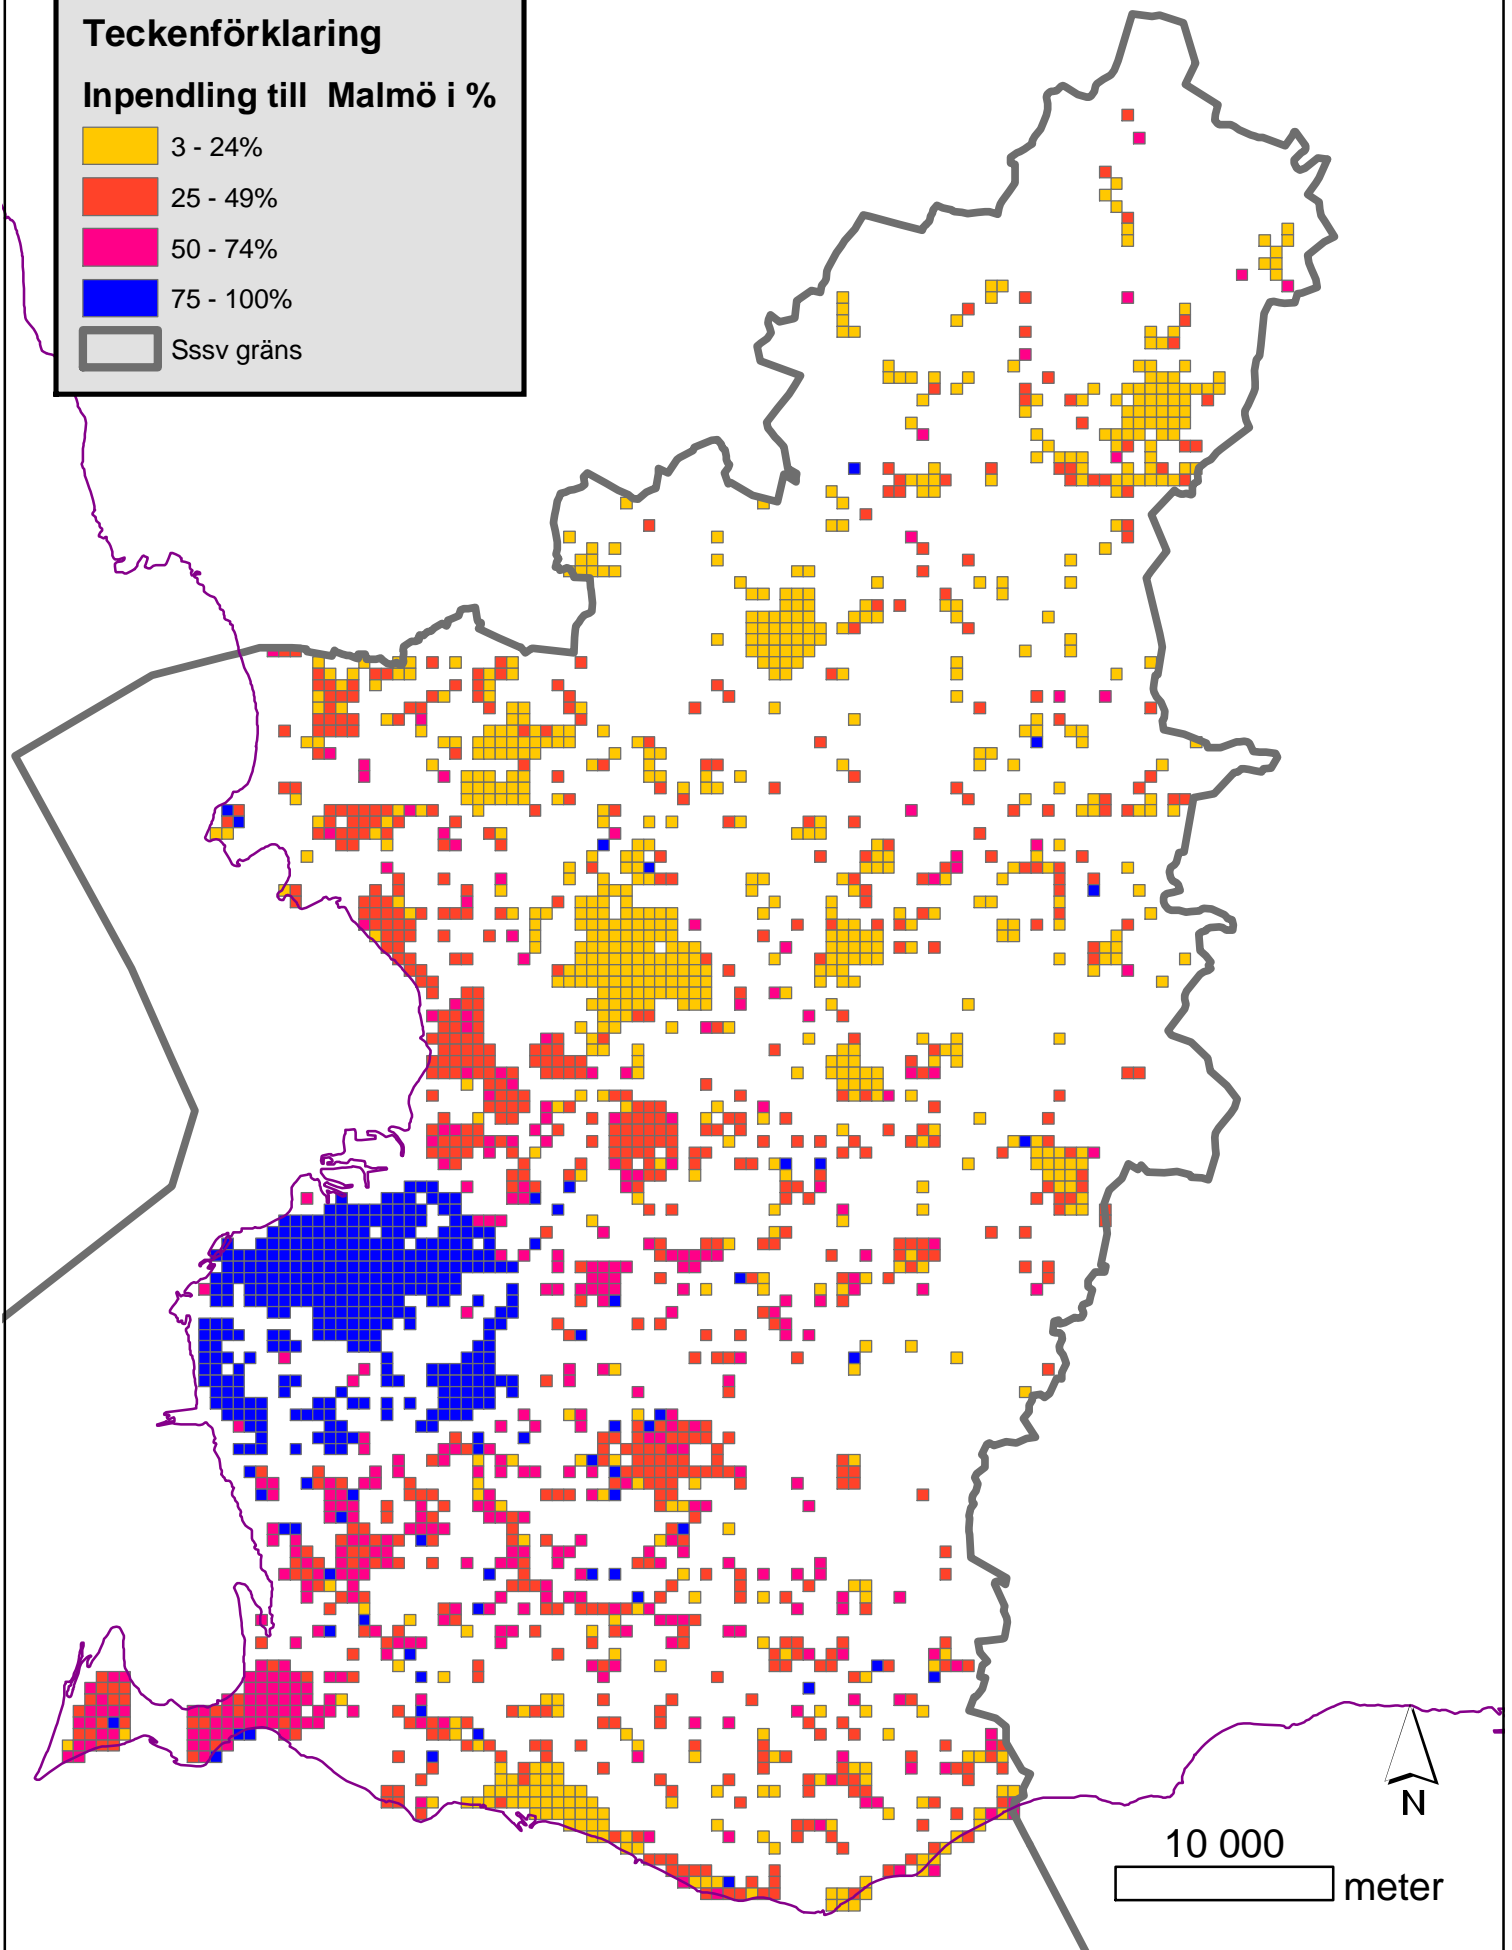 Teckenförklaring
Inpendling till Malmö i %
3 - 24%
25 - 49%
50 - 74%
75 - 100%
Sssv gräns
N
10 000
meter